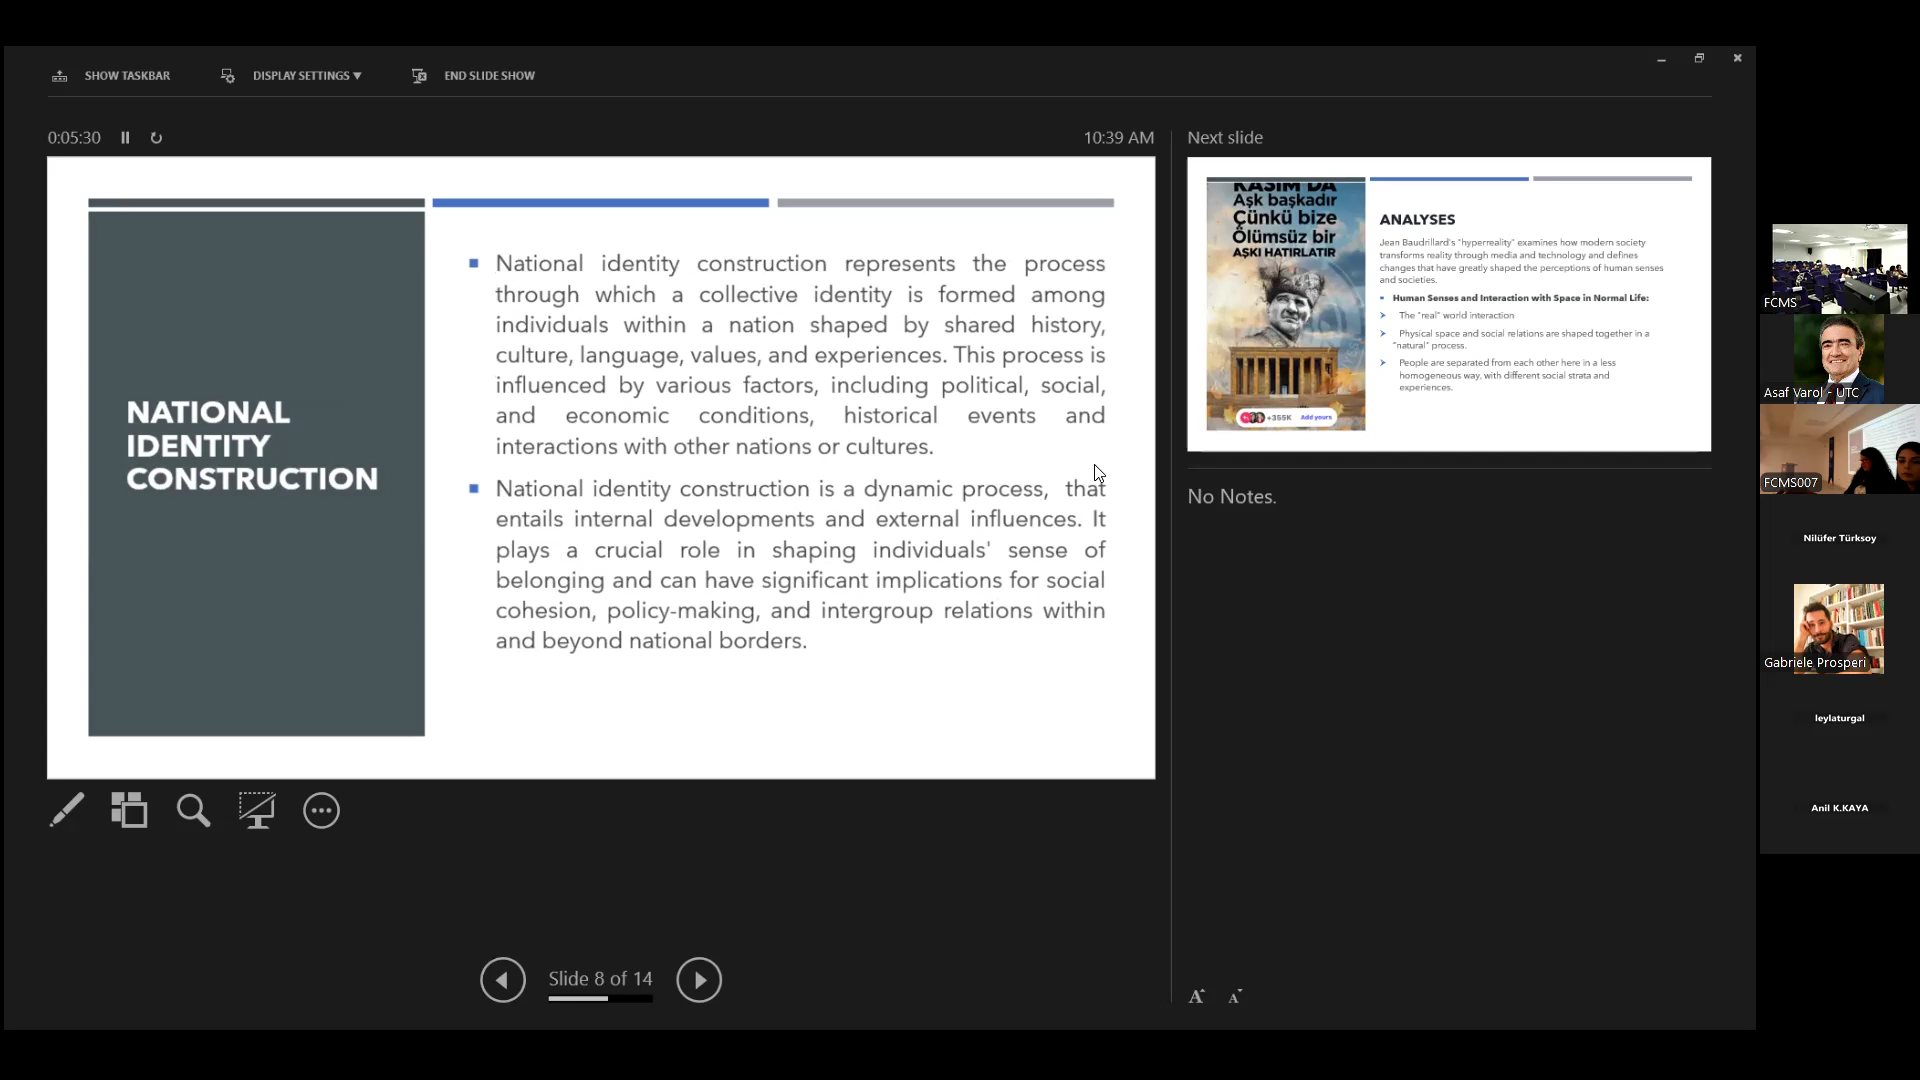 SHOW TASKBAR
DISPLAY SETTINGS ▼
END SLIDE SHOW
0:05:30
10:39 AM
NATIONAL
IDENTITY
CONSTRUCTION
▪ National identity construction represents the process
through which a collective identity is formed among
individuals within a nation shaped by shared history,
culture, language, values, and experiences. This process is
influenced by various factors, including political, social,
and economic conditions, historical events and
interactions with other nations or cultures.
▪ National identity construction is a dynamic process, that
entails internal developments and external influences. It
plays a crucial role in shaping individuals' sense of
belonging and can have significant implications for social
cohesion, policy-making, and intergroup relations within
and beyond national borders.
Slide 8 of 14
Next slide
KASIM'DA
Aşk başkadır
Çünkü bize
Ölümsüz bir
AŞKI HATIRLATIR
+355K Add yours
ANALYSES
Jean Baudrillard's "hyperreality" examines how modern society
transforms reality through media and technology and defines
changes that have greatly shaped the perceptions of human senses
and societies.
▪ Human Senses and Interaction with Space in Normal Life:
➤ The "real" world interaction
➤ Physical space and social relations are shaped together in a
"natural" process.
➤ People are separated from each other here in a less
homogeneous way, with different social strata and
experiences.
No Notes.
A A
FCMS
Asaf Varol - UTC
FCMS007
Nilüfer Türksoy
Gabriele Prosperi
leylaturgal
Anil K.KAYA